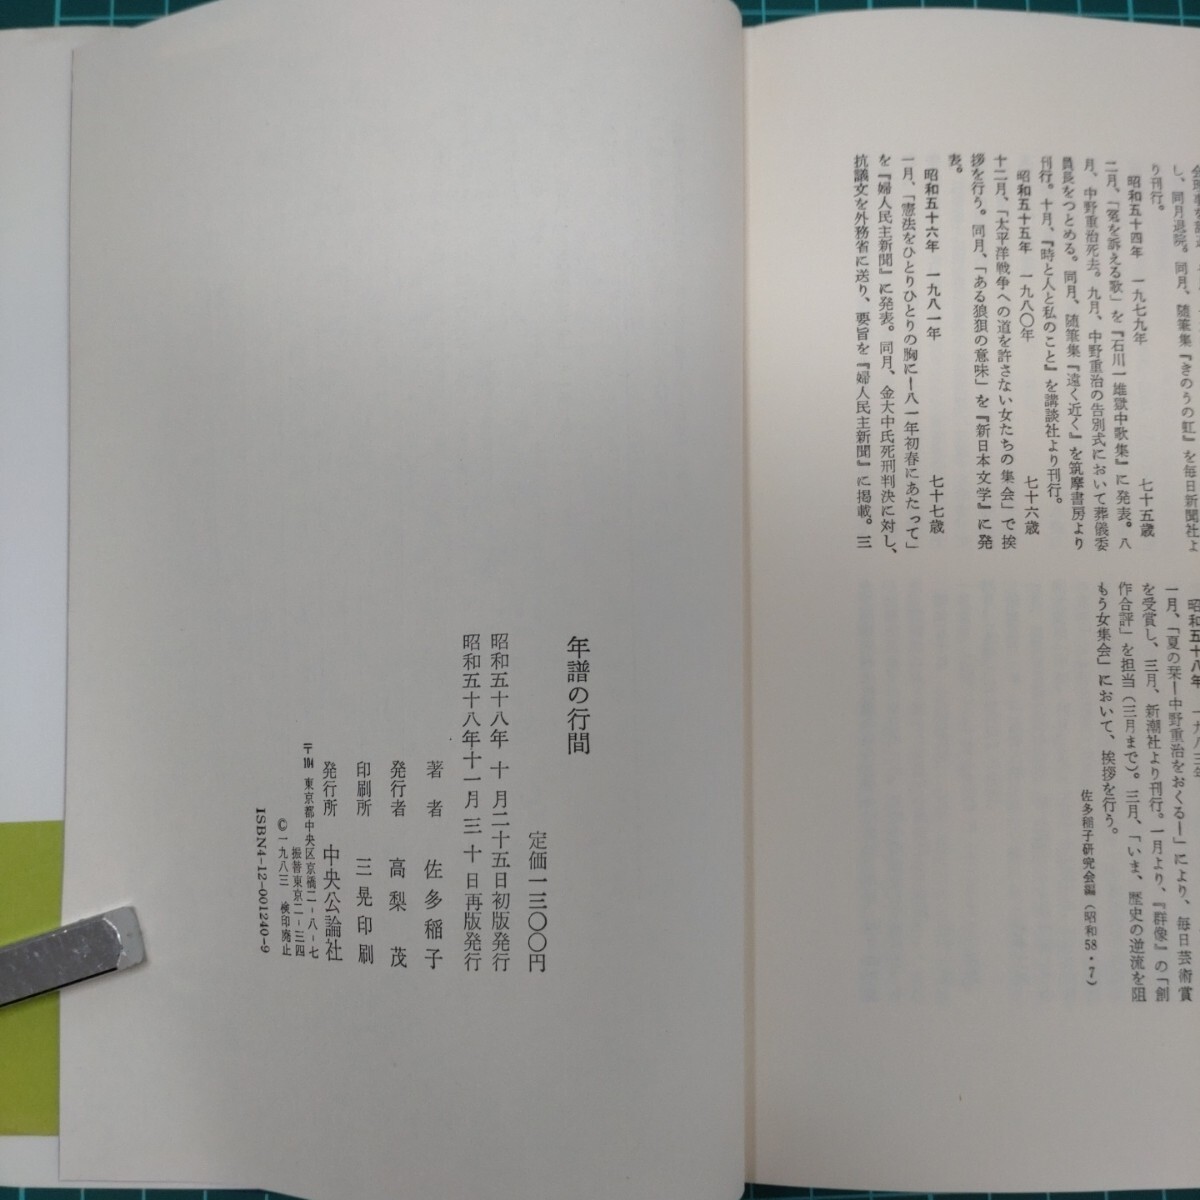 し、同月退院。同月、随筆集『きのうの虹』を毎日新聞社よ
り刊行。
昭和五十四年　一九七九年　七十五歳
二月、「冤を訴える歌」を『石川一雄獄中歌集』に発表。八
月、中野重治死去。九月、中野重治の告別式において葬儀委
員長をつとめる。同月、随筆集『遠く近く』を筑摩書房より
刊行。十月、『時と人と私のこと』を講談社より刊行。
昭和五十五年　一九八〇年　七十六歳
十二月、「太平洋戦争への道を許さない女たちの集会」で挨
拶を行う。同月、「ある狼狽の意味」を『新日本文学』に発
表。
昭和五十六年　一九八一年　七十七歳
一月、「憲法をひとりひとりの胸に―八一年初春にあたって」
を『婦人民主新聞』に発表。同月、金大中氏死刑判決に対し、
抗議文を外務省に送り、要旨を『婦人民主新聞』に掲載。三
昭和五十八年　一九八三年
一月、「夏の栞―中野重治をおくる―」により、毎日芸術賞
を受賞し、三月、新潮社より刊行。一月より、『群像』の「創
作合評」を担当（三月まで）。三月、「いま、歴史の逆流を阻
もう女集会」において、挨拶を行う。
佐多稲子研究会編（昭和58・7）
年譜の行間
定価一三〇〇円
昭和五十八年 十 月二十五日初版発行
昭和五十八年十一月 三 十 日再版発行
著者　佐多稲子
発行者　高梨茂
印刷所　三晃印刷
発行所　中央公論社
〒104 東京都中央区京橋二-八-七
振替東京二-三四
©一九八三　検印廃止
ISBN4-12-001240-9